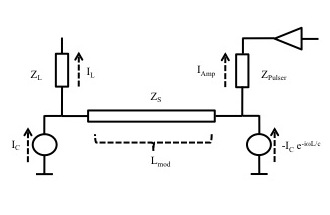 Z_L
I_L
I_Amp
Z_Pulser
Z_S
I_C
L_mod
-I_C e^-iωL/c